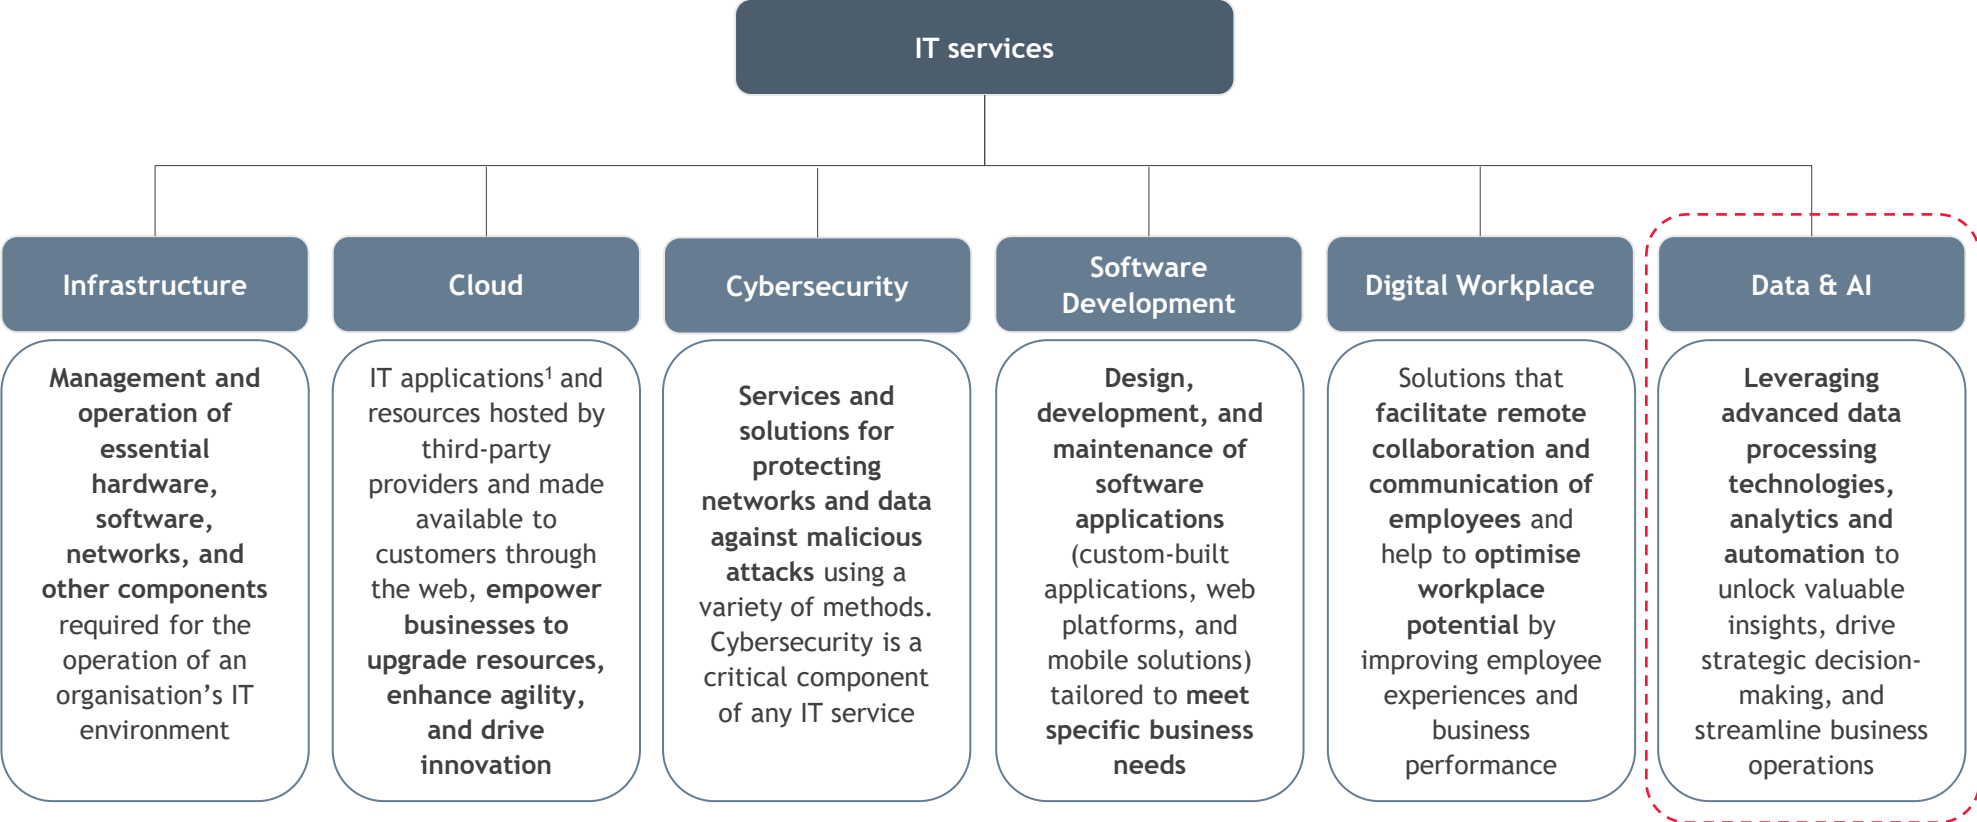 IT services
Infrastructure
Management and
operation of
essential
hardware,
software,
networks, and
other components
required for the
operation of an
organisation’s IT
environment
Cloud
IT applications¹ and
resources hosted by
third-party
providers and made
available to
customers through
the web, empower
businesses to
upgrade resources,
enhance agility,
and drive
innovation
Cybersecurity
Services and
solutions for
protecting
networks and data
against malicious
attacks using a
variety of methods.
Cybersecurity is a
critical component
of any IT service
Software
Development
Design,
development, and
maintenance of
software
applications
(custom-built
applications, web
platforms, and
mobile solutions)
tailored to meet
specific business
needs
Digital Workplace
Solutions that
facilitate remote
collaboration and
communication of
employees and
help to optimise
workplace
potential by
improving employee
experiences and
business
performance
Data & AI
Leveraging
advanced data
processing
technologies,
analytics and
automation to
unlock valuable
insights, drive
strategic decision-
making, and
streamline business
operations